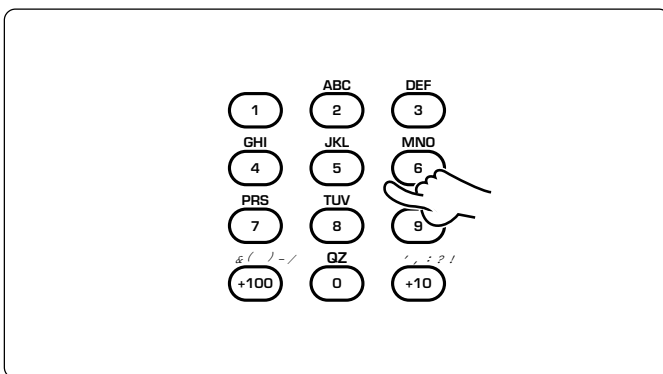 ABC DEF
1 2 3
GHI JKL MNO
4 5 6
PRS TUV
7 8 9
&( )-/ QZ ',:?!
+100 0 +10